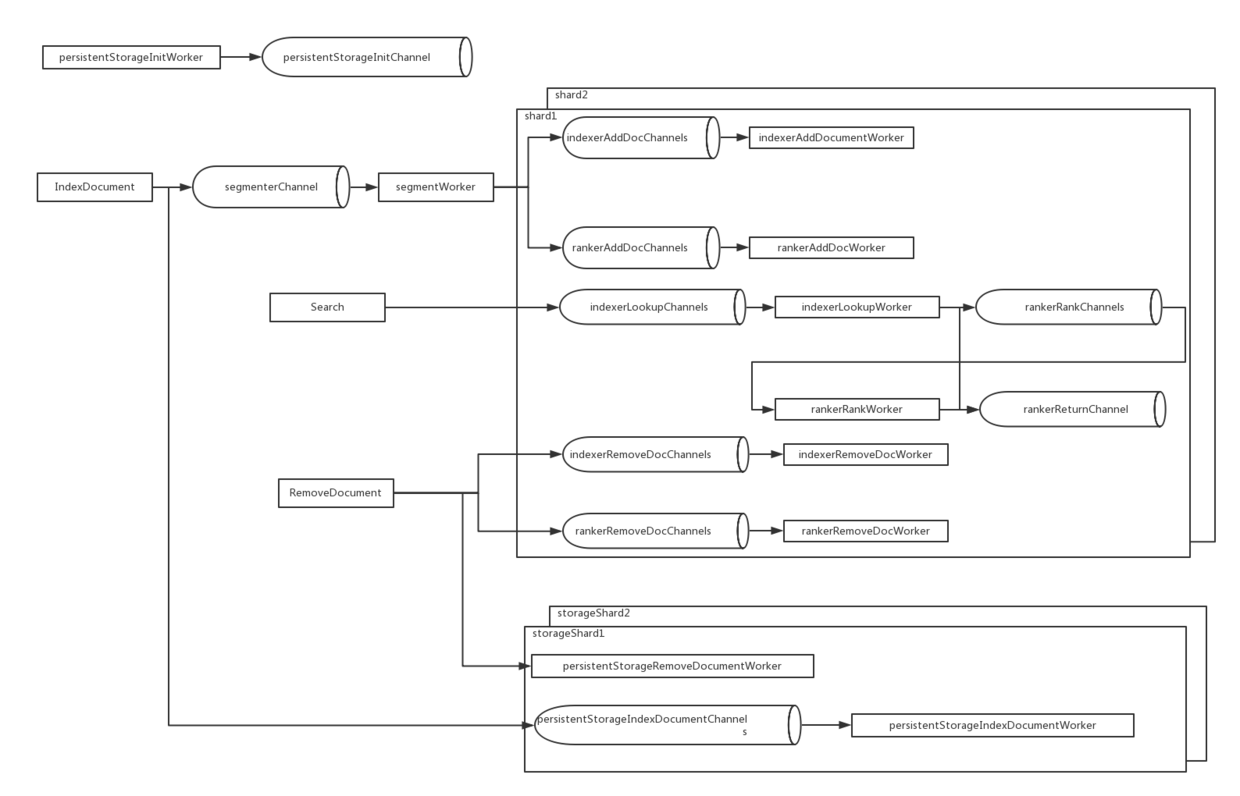 persistentStorageInitWorker
persistentStorageInitChannel
shard2
shard1
indexerAddDocChannels
indexerAddDocumentWorker
IndexDocument
segmenterChannel
segmentWorker
rankerAddDocChannels
rankerAddDocWorker
Search
indexerLookupChannels
indexerLookupWorker
rankerRankChannels
rankerRankWorker
rankerReturnChannel
indexerRemoveDocChannels
indexerRemoveDocWorker
RemoveDocument
rankerRemoveDocChannels
rankerRemoveDocWorker
storageShard2
storageShard1
persistentStorageRemoveDocumentWorker
persistentStorageIndexDocumentChannel
s
persistentStorageIndexDocumentWorker